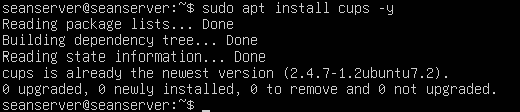 seanserver@seanserver:~$ sudo apt install cups -y
Reading package lists... Done
Building dependency tree... Done
Reading state information... Done
cups is already the newest version (2.4.7-1.2ubuntu7.2).
0 upgraded, 0 newly installed, 0 to remove and 0 not upgraded.
seanserver@seanserver:~$ _